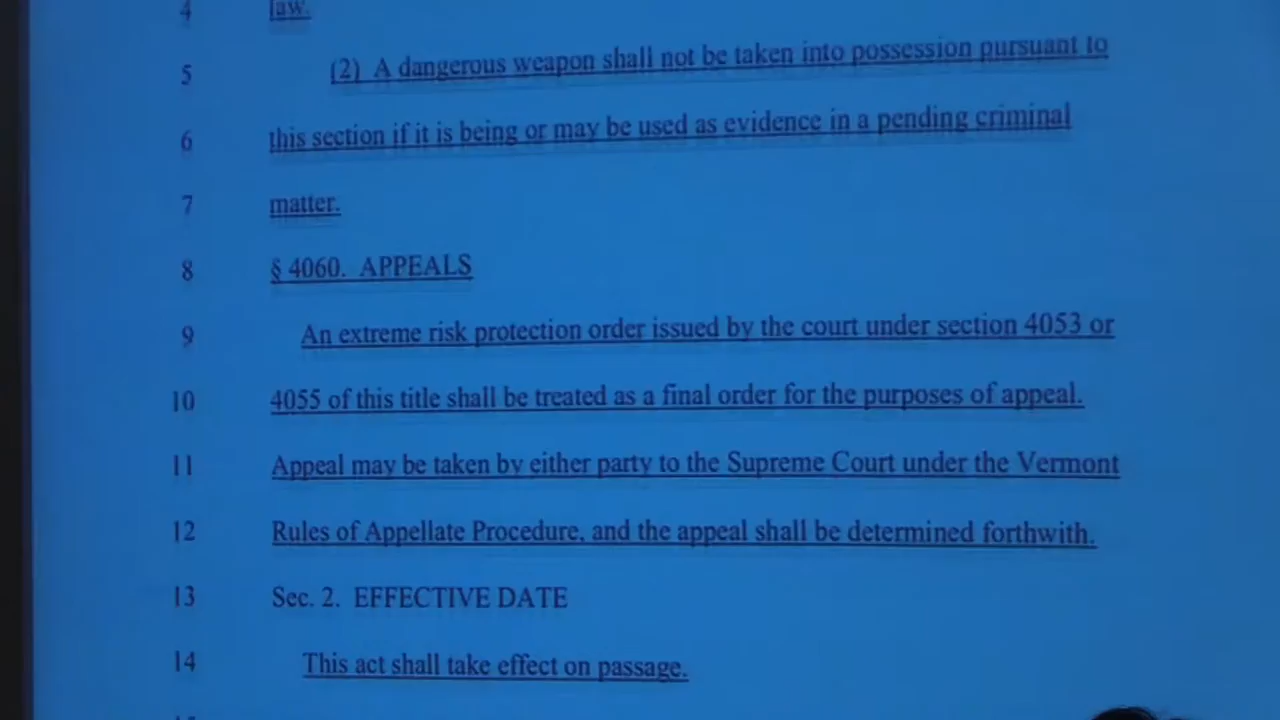 4 law.
5 (2) A dangerous weapon shall not be taken into possession pursuant to
6 this section if it is being or may be used as evidence in a pending criminal
7 matter.
8 § 4060. APPEALS
9 An extreme risk protection order issued by the court under section 4053 or
10 4055 of this title shall be treated as a final order for the purposes of appeal.
11 Appeal may be taken by either party to the Supreme Court under the Vermont
12 Rules of Appellate Procedure, and the appeal shall be determined forthwith.
13 Sec. 2. EFFECTIVE DATE
14 This act shall take effect on passage.